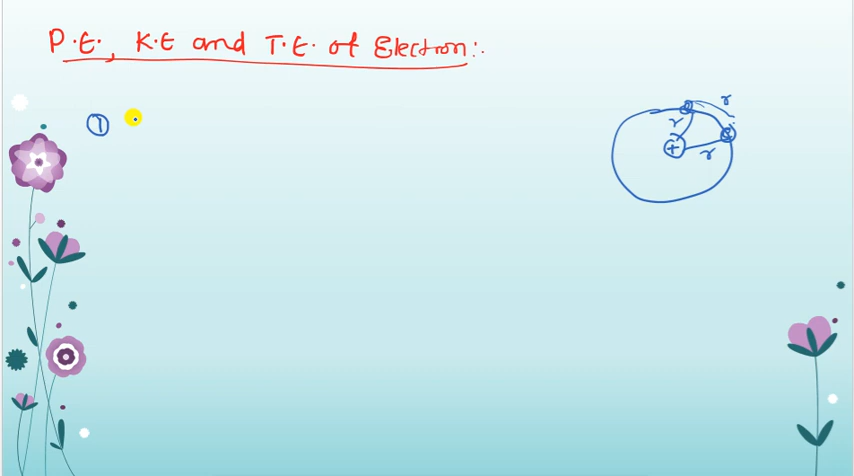 P.E., K.E and T.E. of Electron:.
①
r
r
+
r